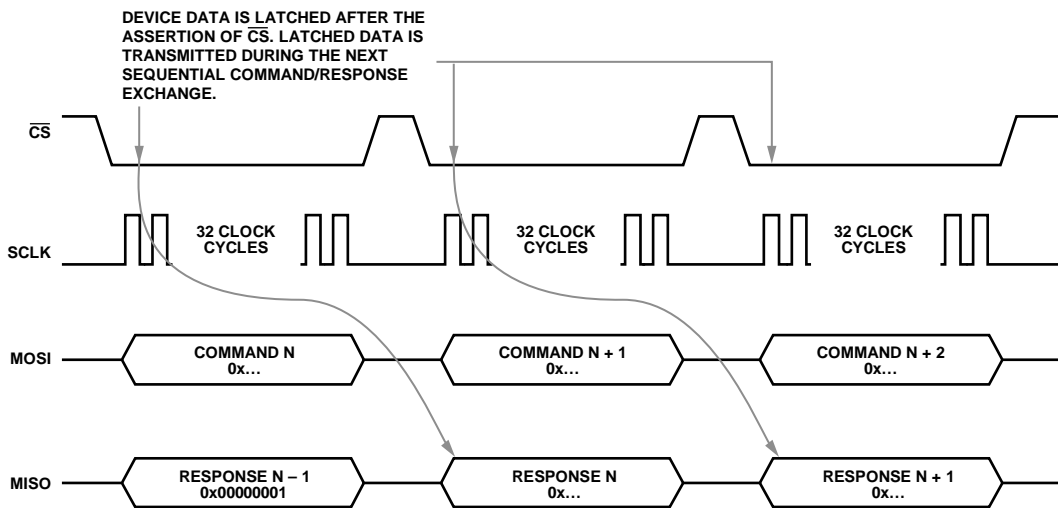 DEVICE DATA IS LATCHED AFTER THE
ASSERTION OF C̅S̅. LATCHED DATA IS
TRANSMITTED DURING THE NEXT
SEQUENTIAL COMMAND/RESPONSE
EXCHANGE.
C̅S̅
SCLK
32 CLOCK
CYCLES
32 CLOCK
CYCLES
32 CLOCK
CYCLES
MOSI
COMMAND N
0x…
COMMAND N + 1
0x…
COMMAND N + 2
0x…
MISO
RESPONSE N – 1
0x00000001
RESPONSE N
0x…
RESPONSE N + 1
0x…